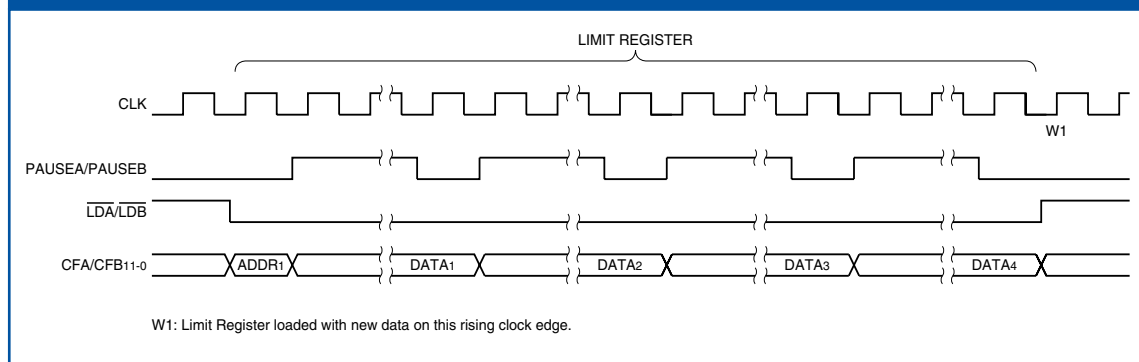 LIMIT REGISTER
CLK
W1
PAUSEA/PAUSEB
LDA/LDB
CFA/CFB11-0
ADDR1
DATA1
DATA2
DATA3
DATA4
W1: Limit Register loaded with new data on this rising clock edge.